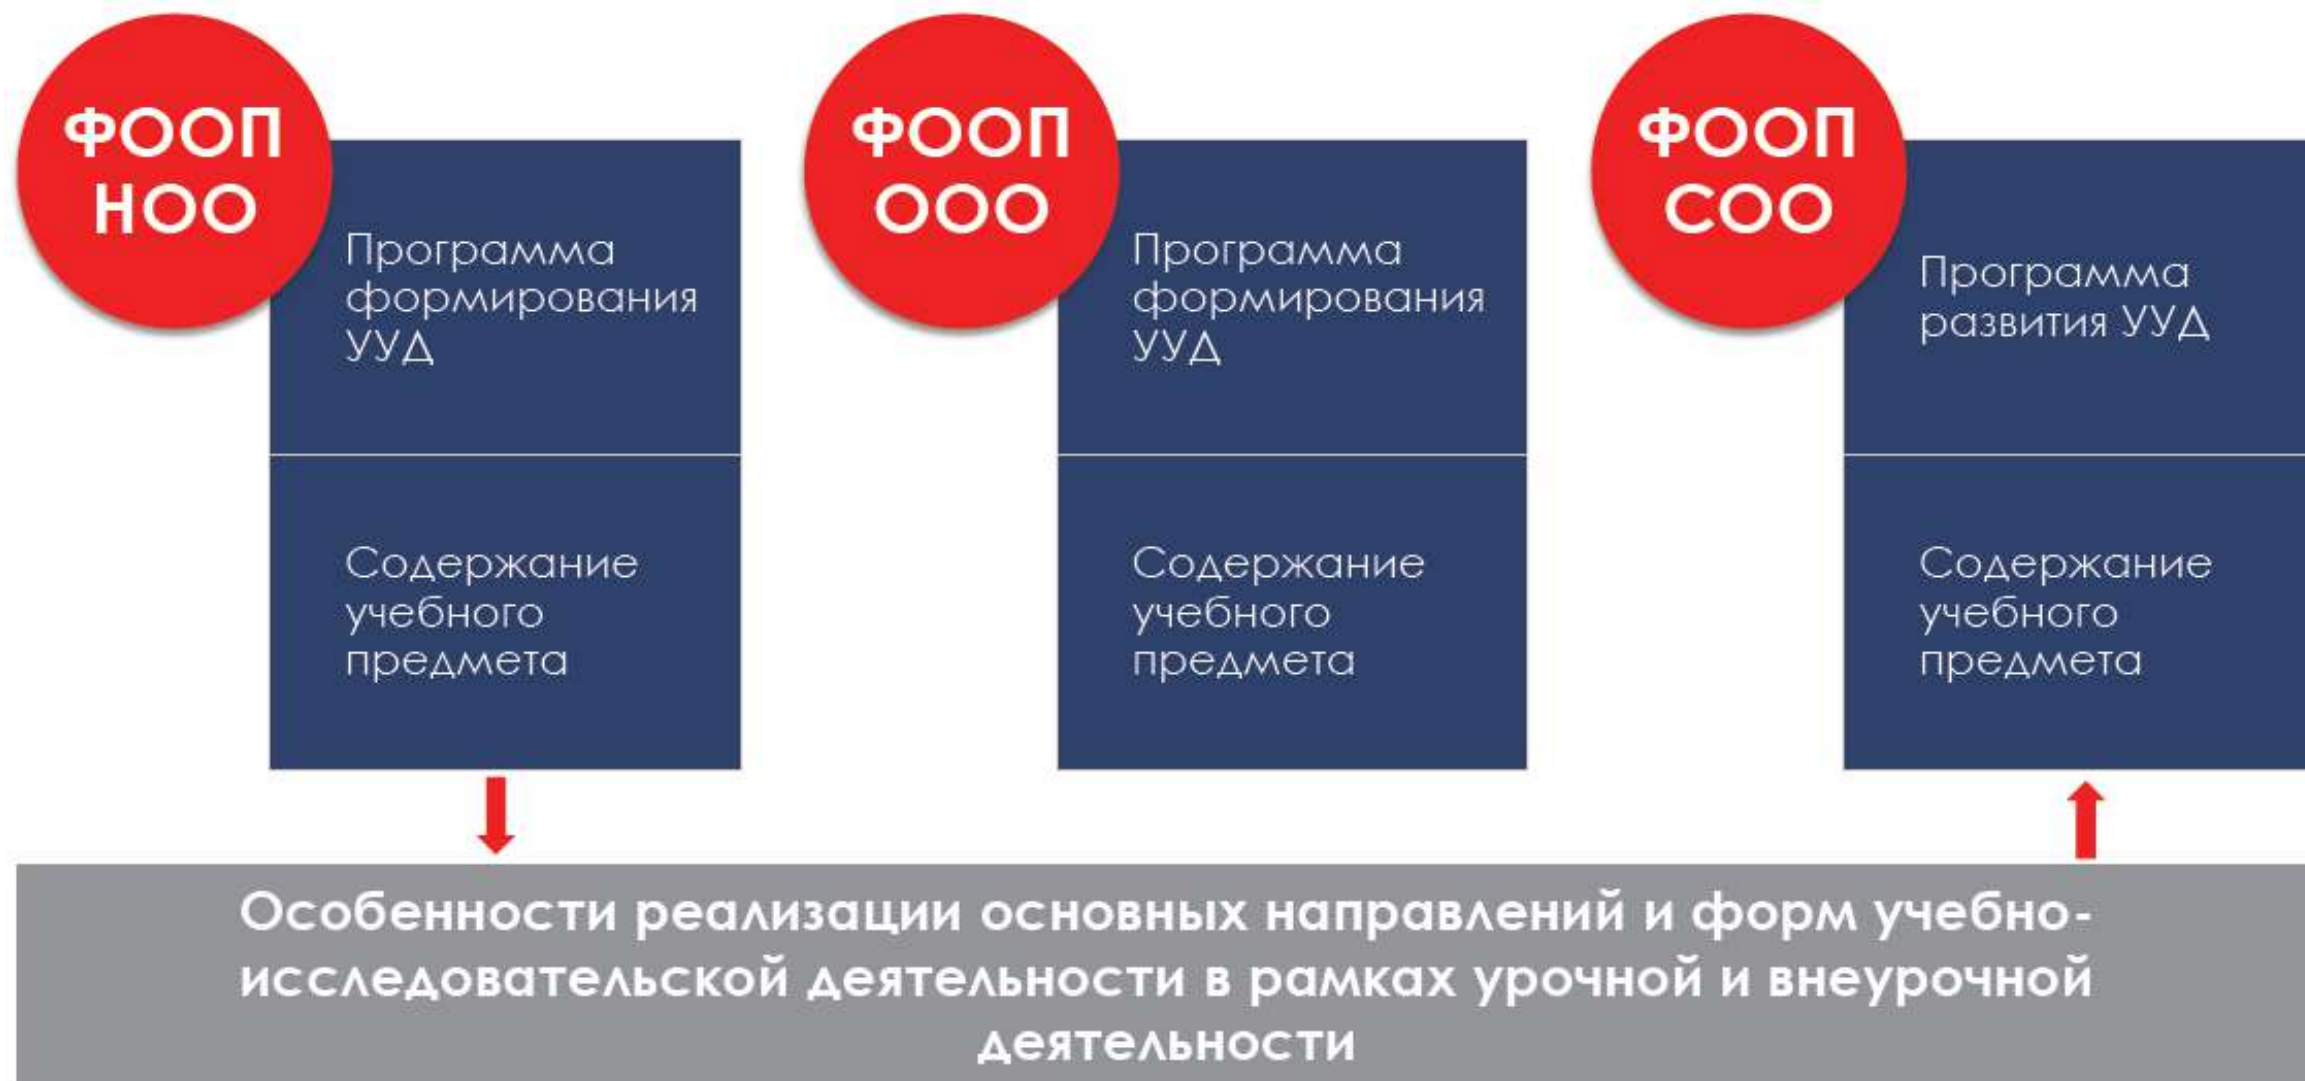 ФООП
НОО
Программа
формирования
УУД
Содержание
учебного
предмета
ФООП
ООО
Программа
формирования
УУД
Содержание
учебного
предмета
ФООП
СОО
Программа
развития УУД
Содержание
учебного
предмета
Особенности реализации основных направлений и форм учебно-
исследовательской деятельности в рамках урочной и внеурочной
деятельности